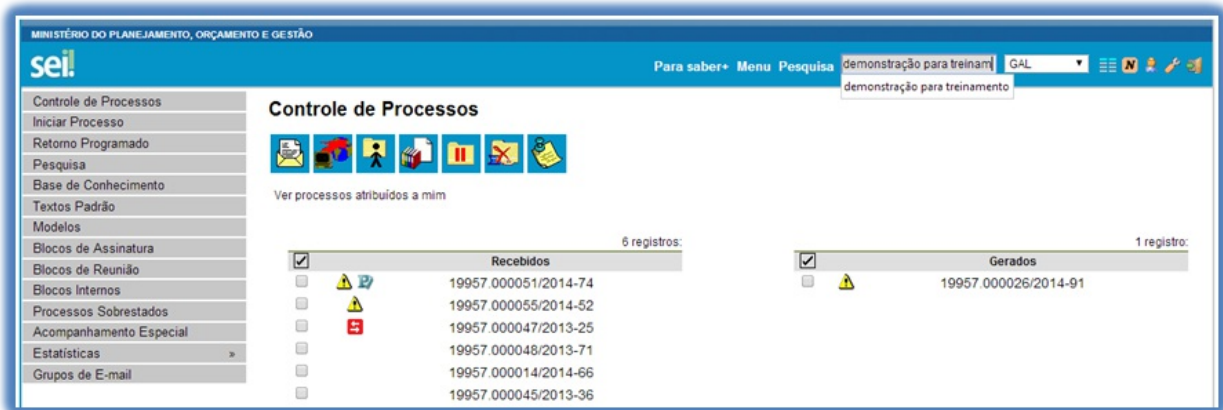 MINISTÉRIO DO PLANEJAMENTO, ORÇAMENTO E GESTÃO
sei!
Para saber+ Menu Pesquisa demonstração para treinam GAL
demonstração para treinamento
Controle de Processos
Iniciar Processo
Retorno Programado
Pesquisa
Base de Conhecimento
Textos Padrão
Modelos
Blocos de Assinatura
Blocos de Reunião
Blocos Internos
Processos Sobrestados
Acompanhamento Especial
Estatísticas »
Grupos de E-mail
Controle de Processos
Ver processos atribuídos a mim
6 registros:
Recebidos
19957.000051/2014-74
19957.000055/2014-52
19957.000047/2013-25
19957.000048/2013-71
19957.000014/2014-66
19957.000045/2013-36
1 registro:
Gerados
19957.000026/2014-91